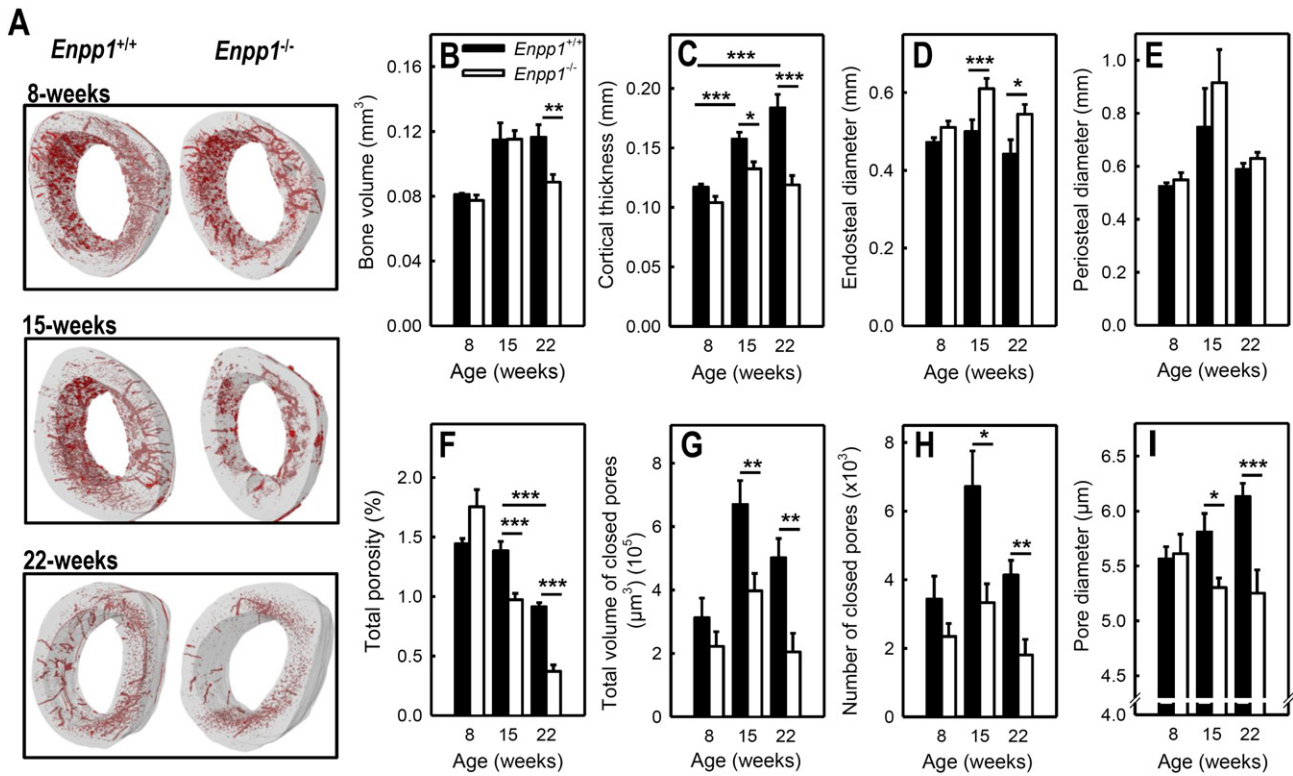 A
Enpp1+/+ Enpp1-/-
8-weeks
15-weeks
22-weeks
B
Enpp1+/+
Enpp1-/-
**
Bone volume (mm³)
0.16
0.12
0.08
0.04
0.00
8 15 22
Age (weeks)
C
***
***
***
*
Cortical thickness (mm)
0.20
0.15
0.10
0.05
0.00
8 15 22
Age (weeks)
D
***
*
Endosteal diameter (mm)
0.6
0.4
0.2
0.0
8 15 22
Age (weeks)
E
Periosteal diameter (mm)
1.0
0.8
0.6
0.4
0.2
0.0
8 15 22
Age (weeks)
F
***
***
***
Total porosity (%)
2.0
1.5
1.0
0.5
0.0
8 15 22
Age (weeks)
G
**
**
Total volume of closed pores
(µm³) (10⁵)
8
6
4
2
0
8 15 22
Age (weeks)
H
*
**
Number of closed pores (x10³)
8
6
4
2
0
8 15 22
Age (weeks)
I
***
*
Pore diameter (µm)
6.5
6.0
5.5
5.0
4.5
4.0
8 15 22
Age (weeks)